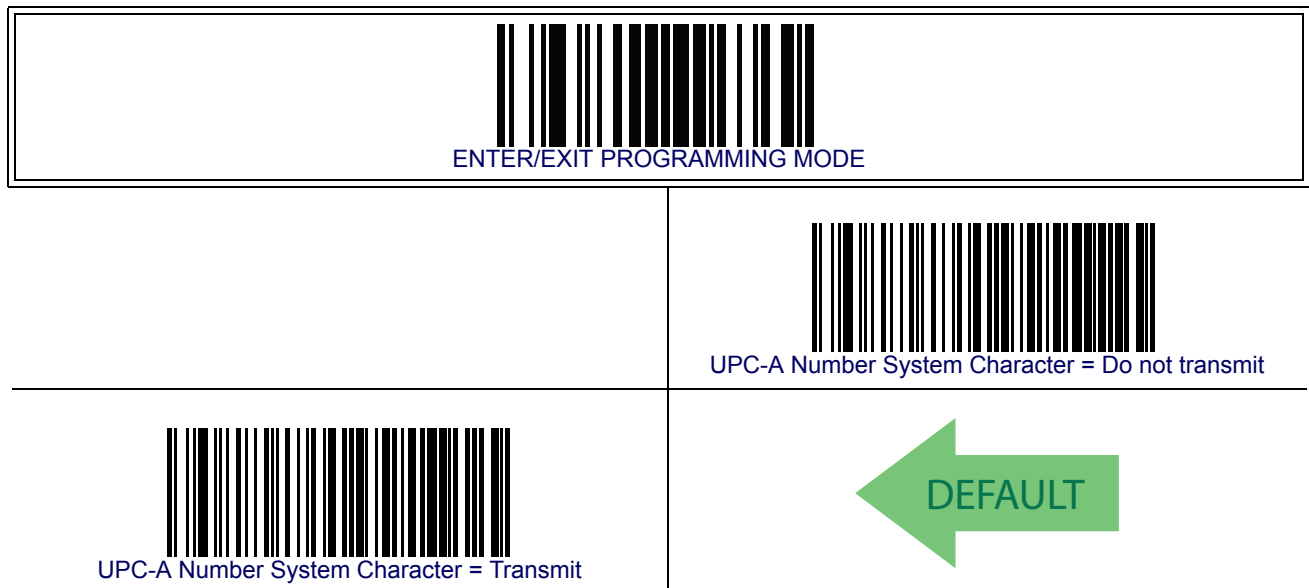 ENTER/EXIT PROGRAMMING MODE
UPC-A Number System Character = Do not transmit
UPC-A Number System Character = Transmit
DEFAULT